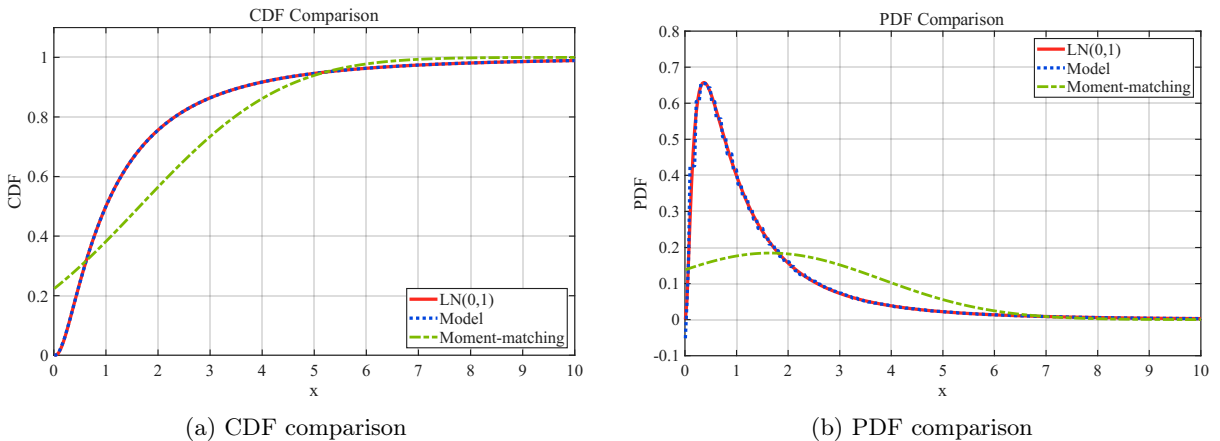 CDF Comparison
1
0.8
0.6
0.4
0.2
0
CDF
LN(0,1)
Model
Moment-matching
0 1 2 3 4 5 6 7 8 9 10
x
(a) CDF comparison
PDF Comparison
0.8
0.7
0.6
0.5
0.4
0.3
0.2
0.1
0
-0.1
PDF
LN(0,1)
Model
Moment-matching
0 1 2 3 4 5 6 7 8 9 10
x
(b) PDF comparison